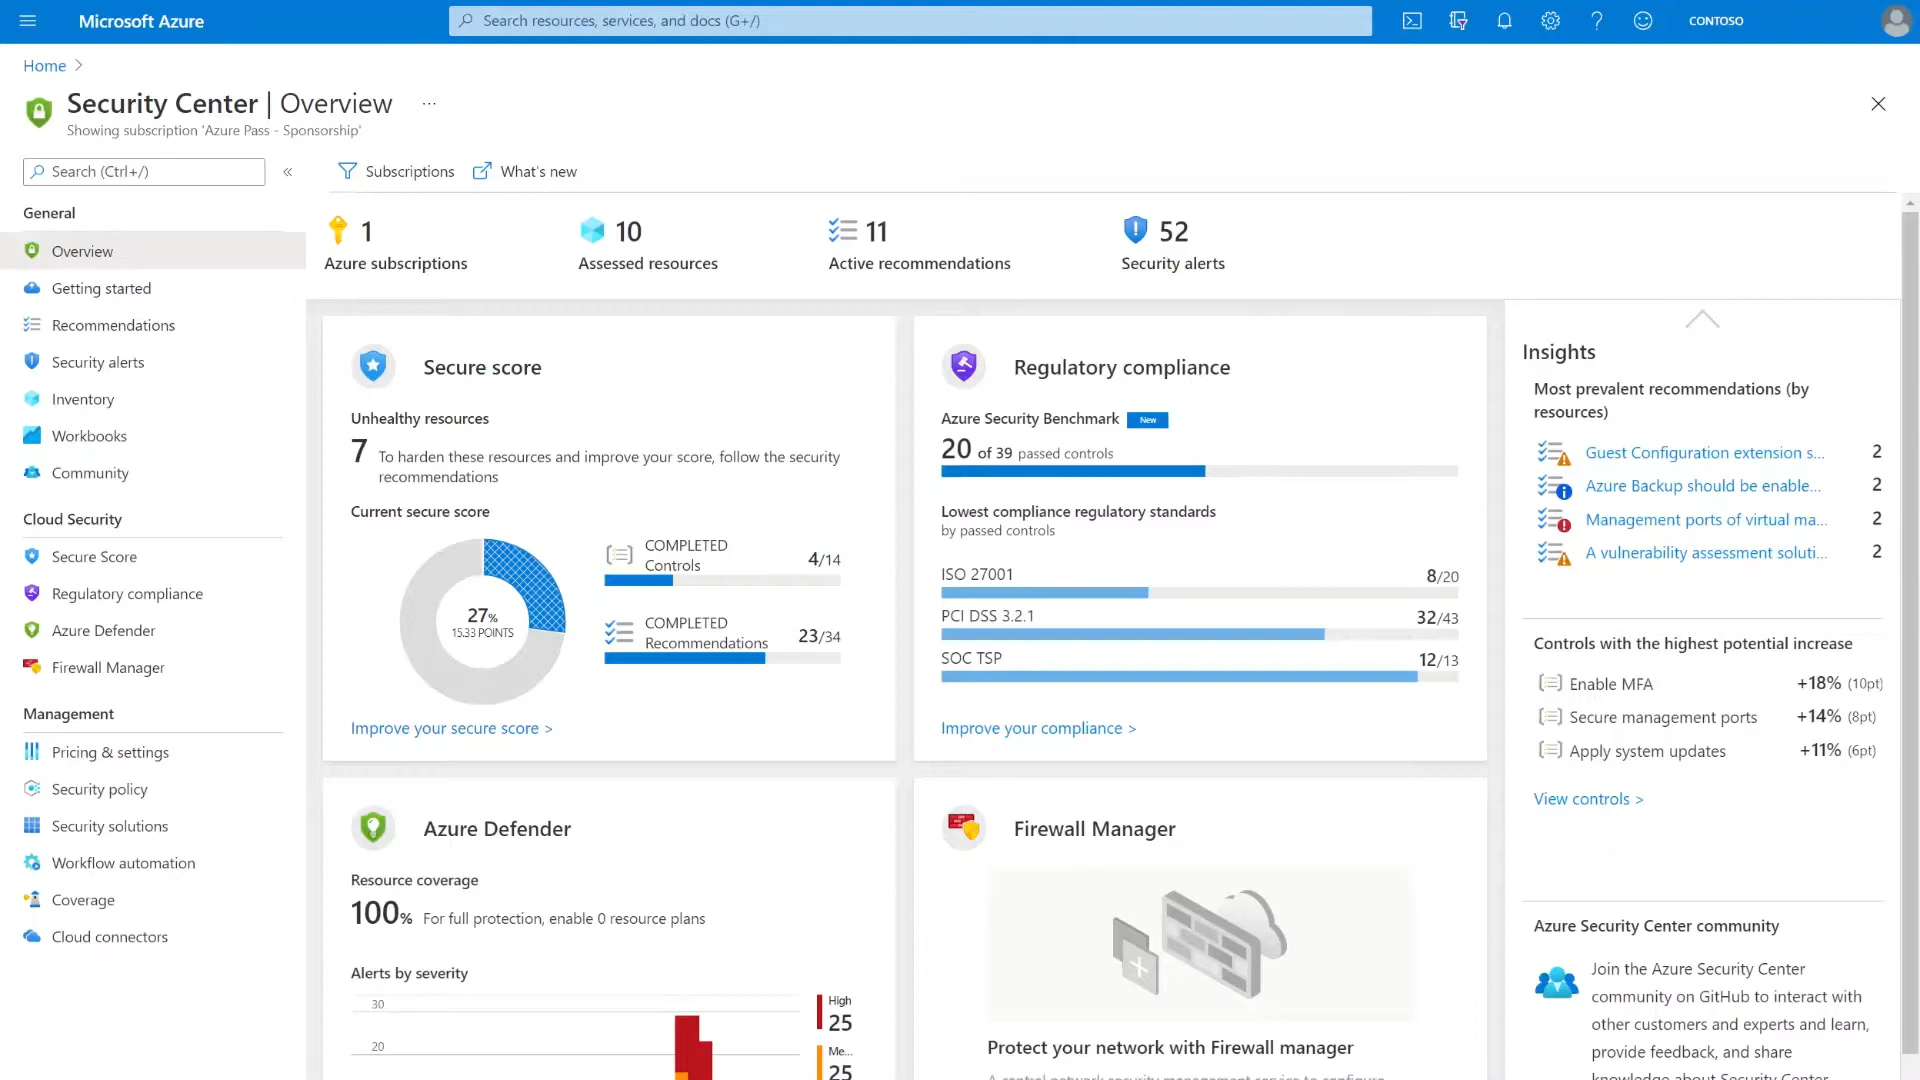 Microsoft Azure
Search resources, services, and docs (G+/)
CONTOSO
Home >
Security Center | Overview ...
Showing subscription 'Azure Pass - Sponsorship'
Search (Ctrl+/)
«
General
Overview
Getting started
Recommendations
Security alerts
Inventory
Workbooks
Community
Cloud Security
Secure Score
Regulatory compliance
Azure Defender
Firewall Manager
Management
Pricing & settings
Security policy
Security solutions
Workflow automation
Coverage
Cloud connectors
Subscriptions
What's new
1
Azure subscriptions
10
Assessed resources
11
Active recommendations
52
Security alerts
Secure score
Unhealthy resources
7 To harden these resources and improve your score, follow the security
recommendations
Current secure score
27%
15.33 POINTS
COMPLETED
Controls
4/14
COMPLETED
Recommendations
23/34
Improve your secure score >
Regulatory compliance
Azure Security Benchmark New
20 of 39 passed controls
Lowest compliance regulatory standards
by passed controls
ISO 27001 8/20
PCI DSS 3.2.1 32/43
SOC TSP 12/13
Improve your compliance >
Azure Defender
Resource coverage
100% For full protection, enable 0 resource plans
Alerts by severity
30
20
High
25
Me...
25
Firewall Manager
Protect your network with Firewall manager
Insights
Most prevalent recommendations (by
resources)
Guest Configuration extension s... 2
Azure Backup should be enable... 2
Management ports of virtual ma... 2
A vulnerability assessment soluti... 2
Controls with the highest potential increase
Enable MFA +18% (10pt)
Secure management ports +14% (8pt)
Apply system updates +11% (6pt)
View controls >
Azure Security Center community
Join the Azure Security Center
community on GitHub to interact with
other customers and experts and learn,
provide feedback, and share
knowledge about Security Center